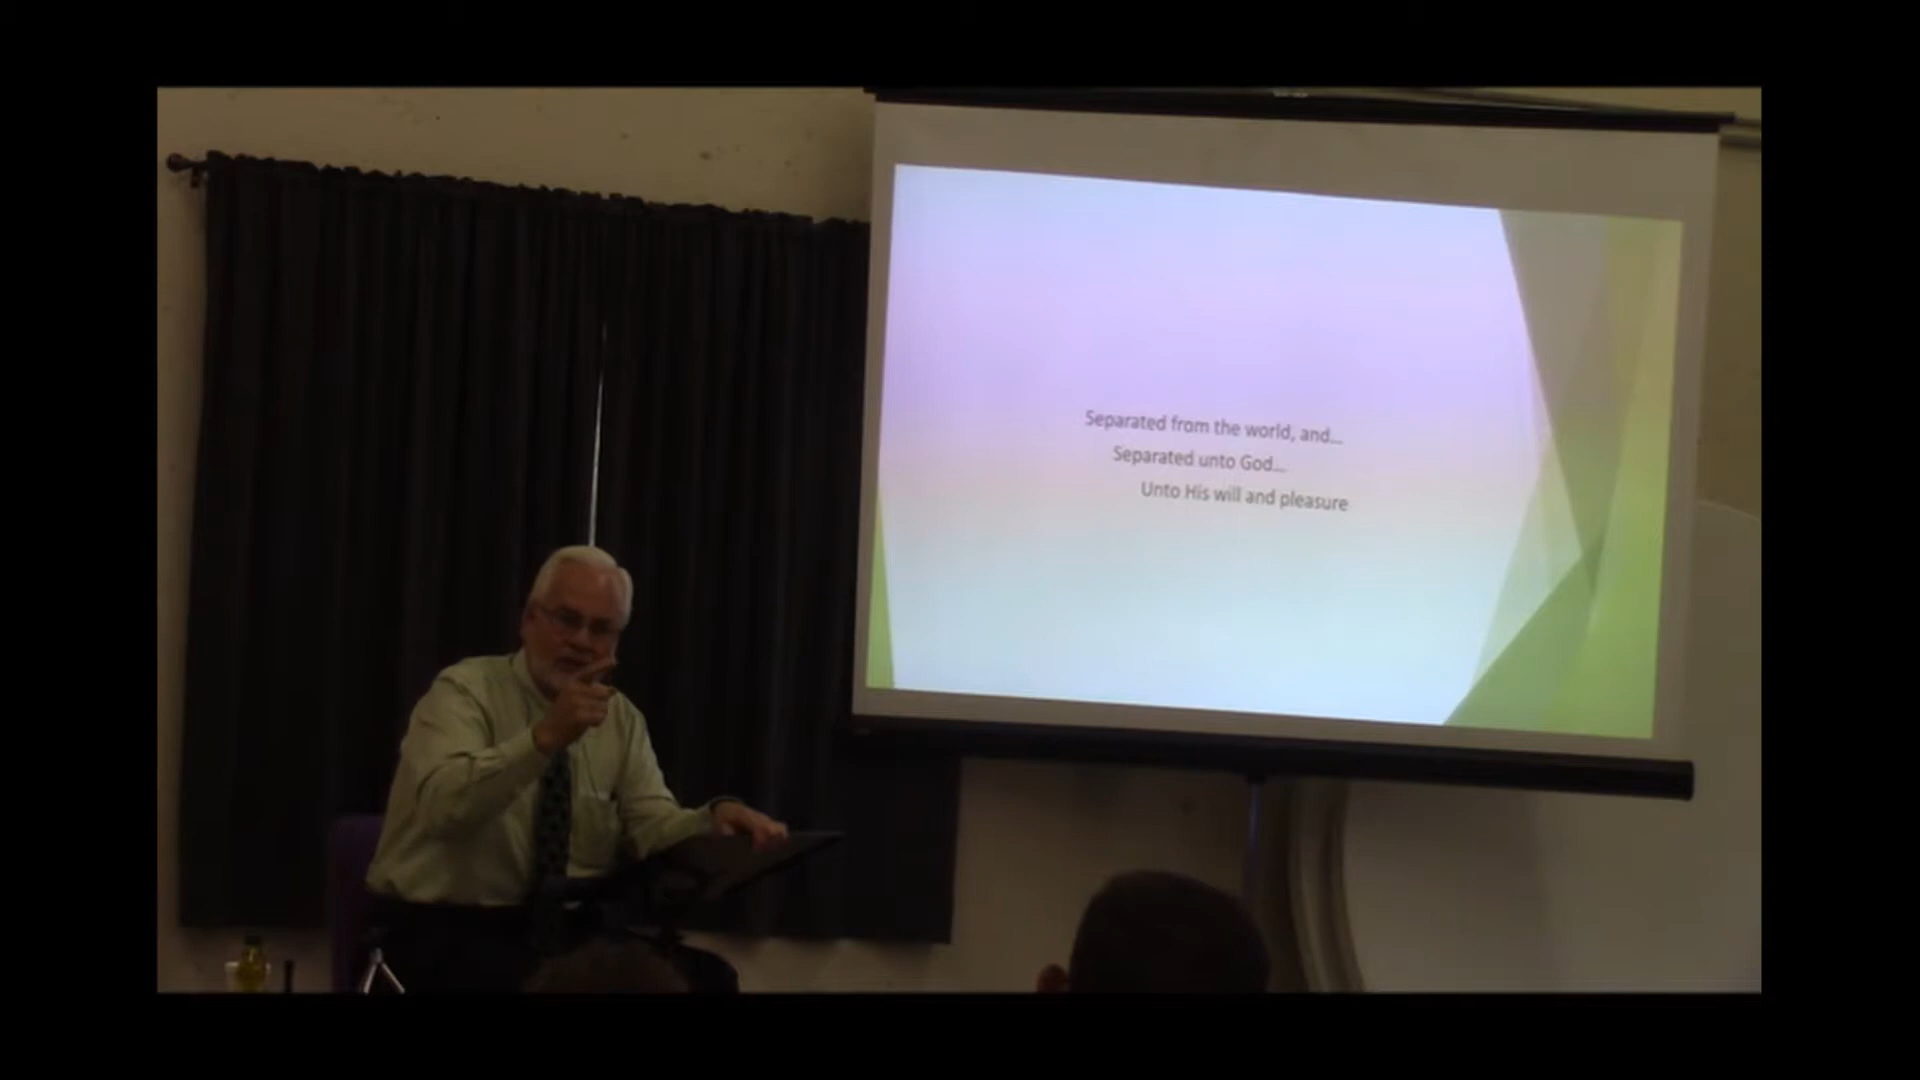 Separated from the world, and...
Separated unto God...
Unto His will and pleasure